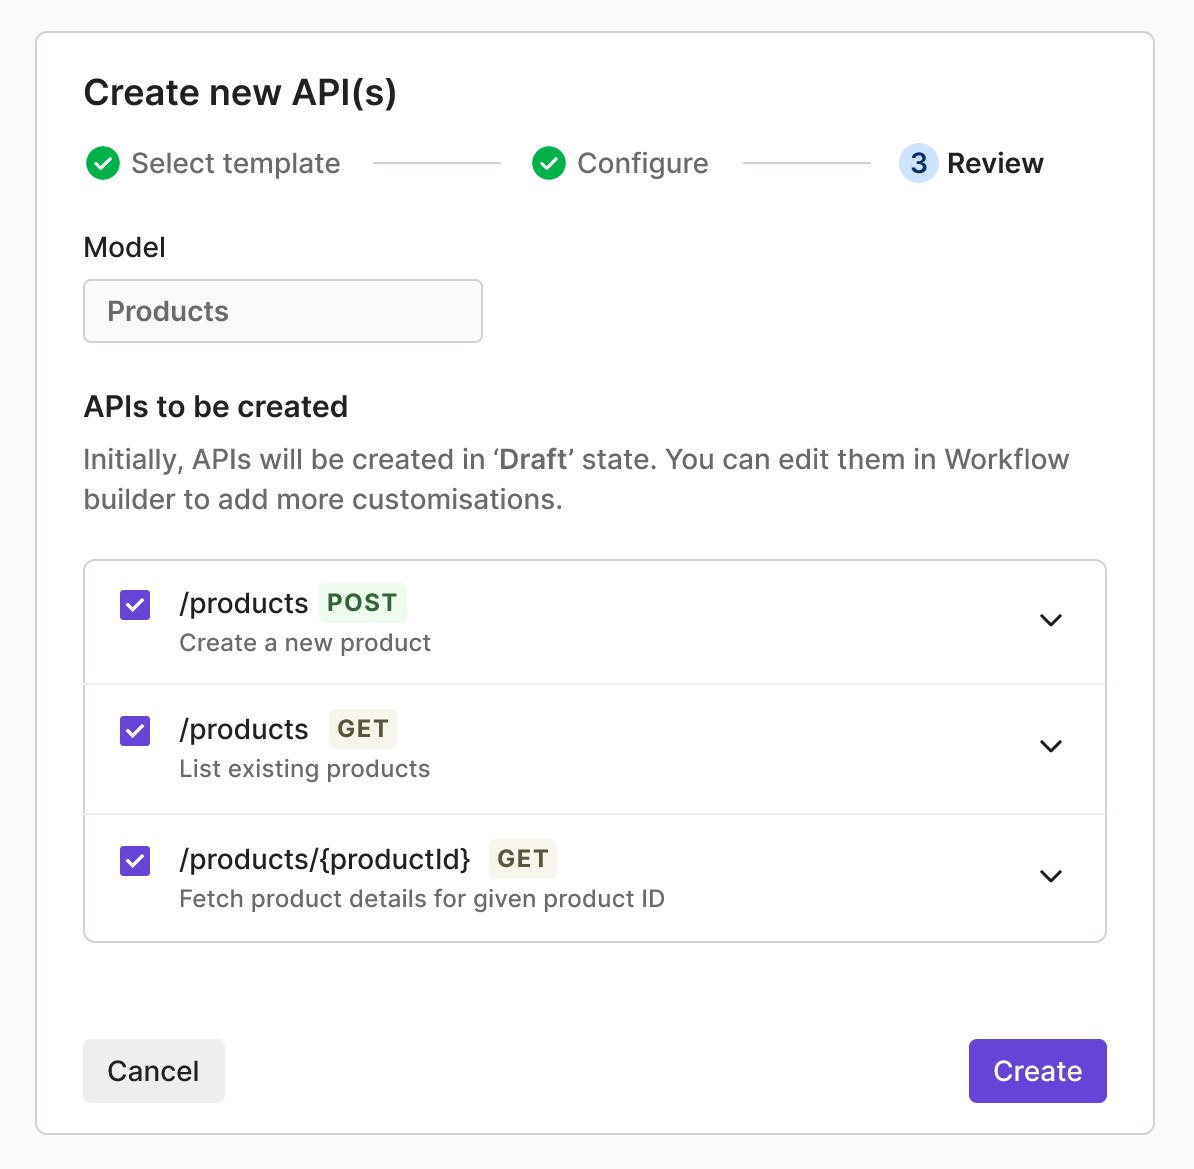 Create new API(s)
Select template
Configure
3 Review
Model
Products
APIs to be created
Initially, APIs will be created in ‘Draft’ state. You can edit them in Workflow
builder to add more customisations.
/products POST
Create a new product
/products GET
List existing products
/products/{productId} GET
Fetch product details for given product ID
Cancel
Create